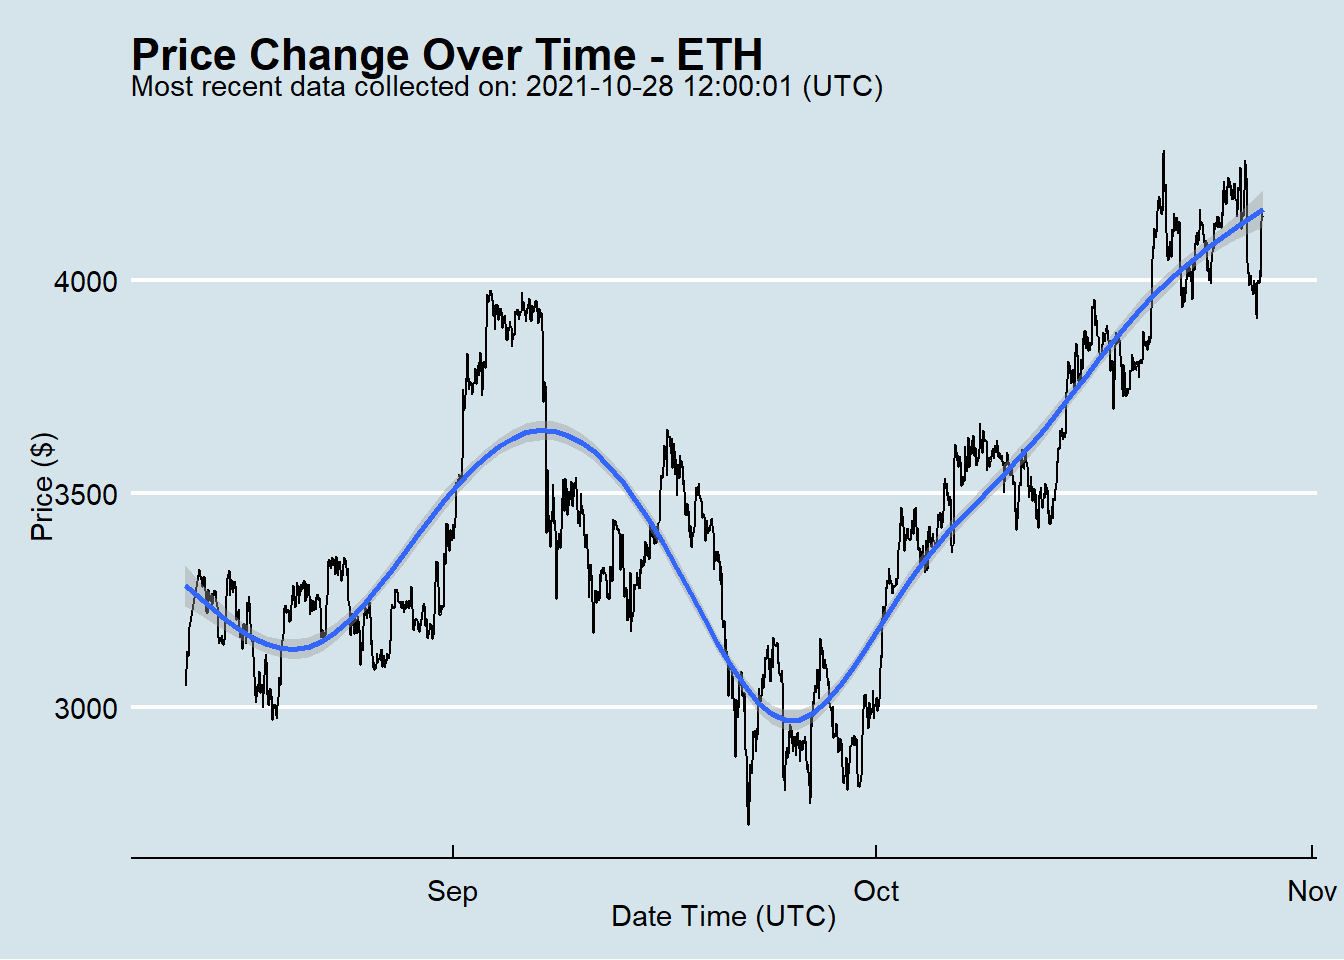 Price Change Over Time - ETH
Most recent data collected on: 2021-10-28 12:00:01 (UTC)
4000
3500
3000
Price ($)
Sep
Oct
Nov
Date Time (UTC)